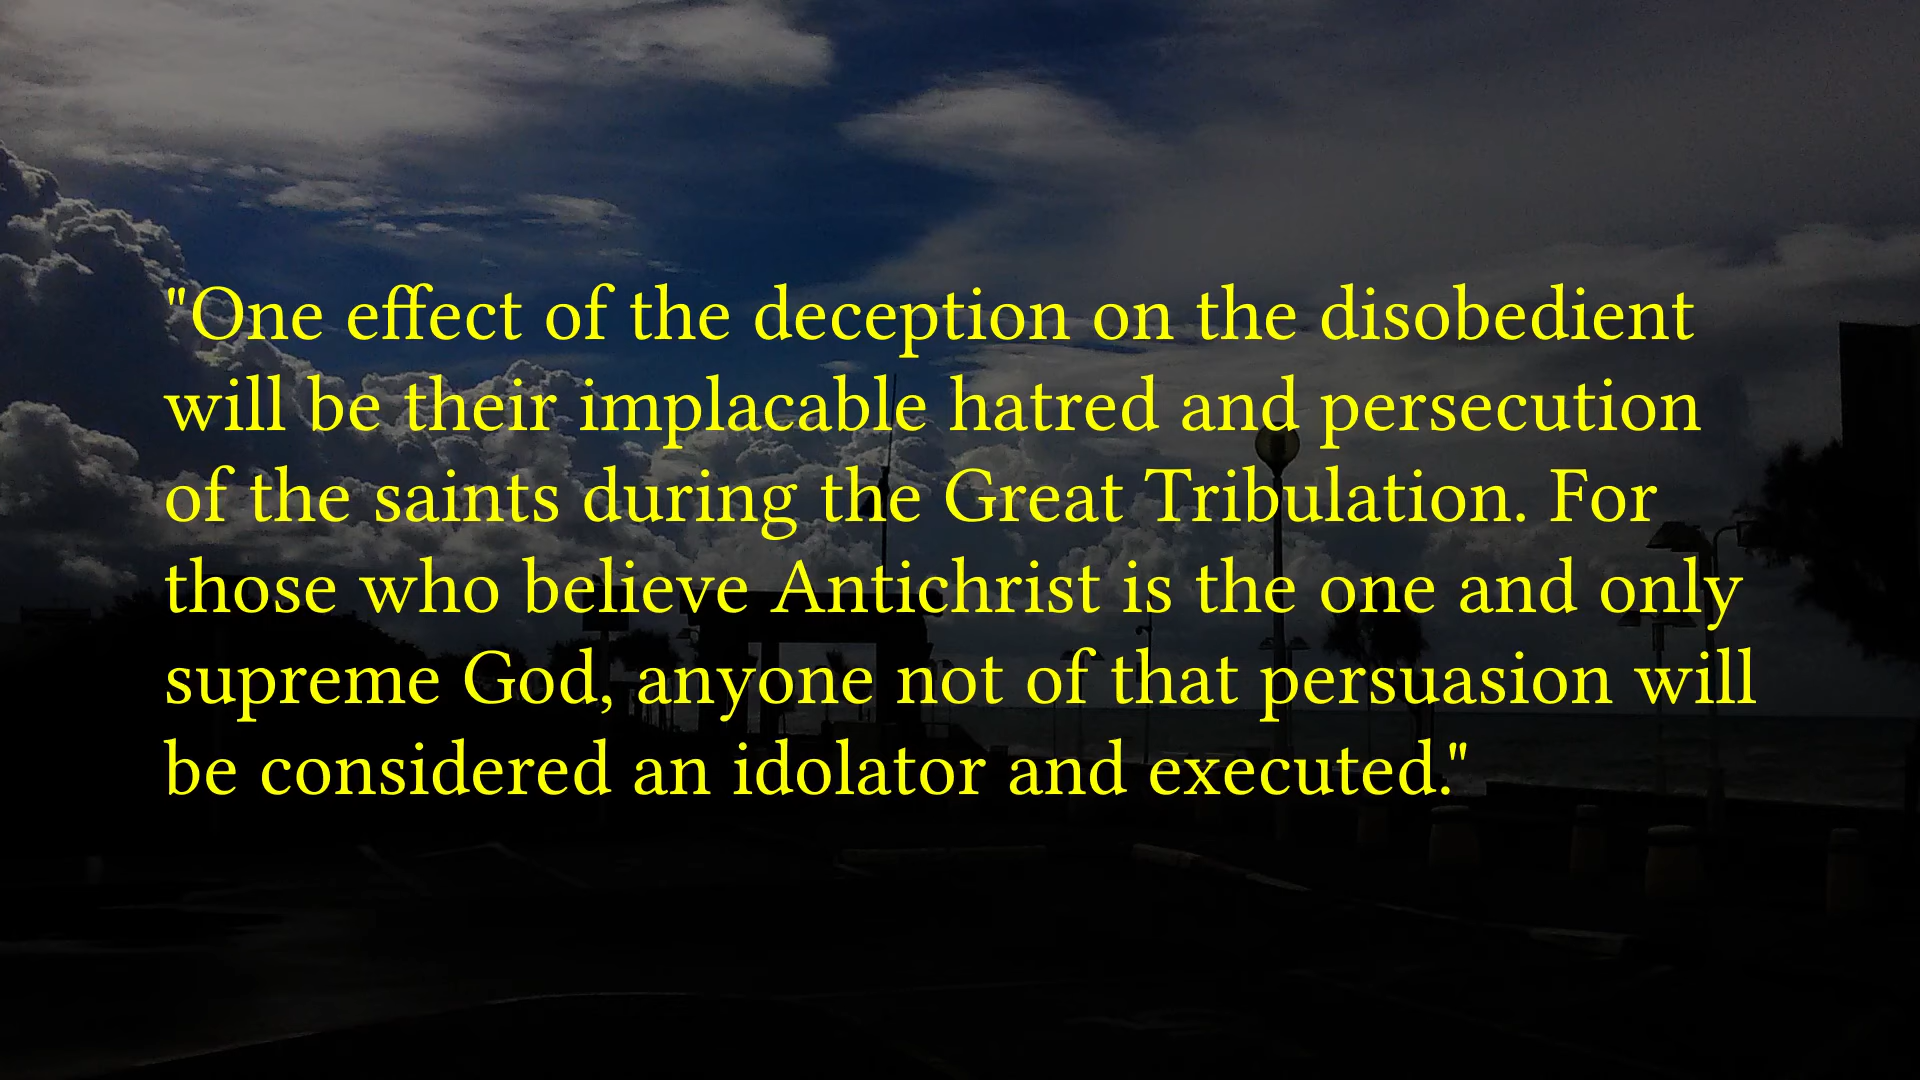 "One effect of the deception on the disobedient
will be their implacable hatred and persecution
of the saints during the Great Tribulation. For
those who believe Antichrist is the one and only
supreme God, anyone not of that persuasion will
be considered an idolator and executed."